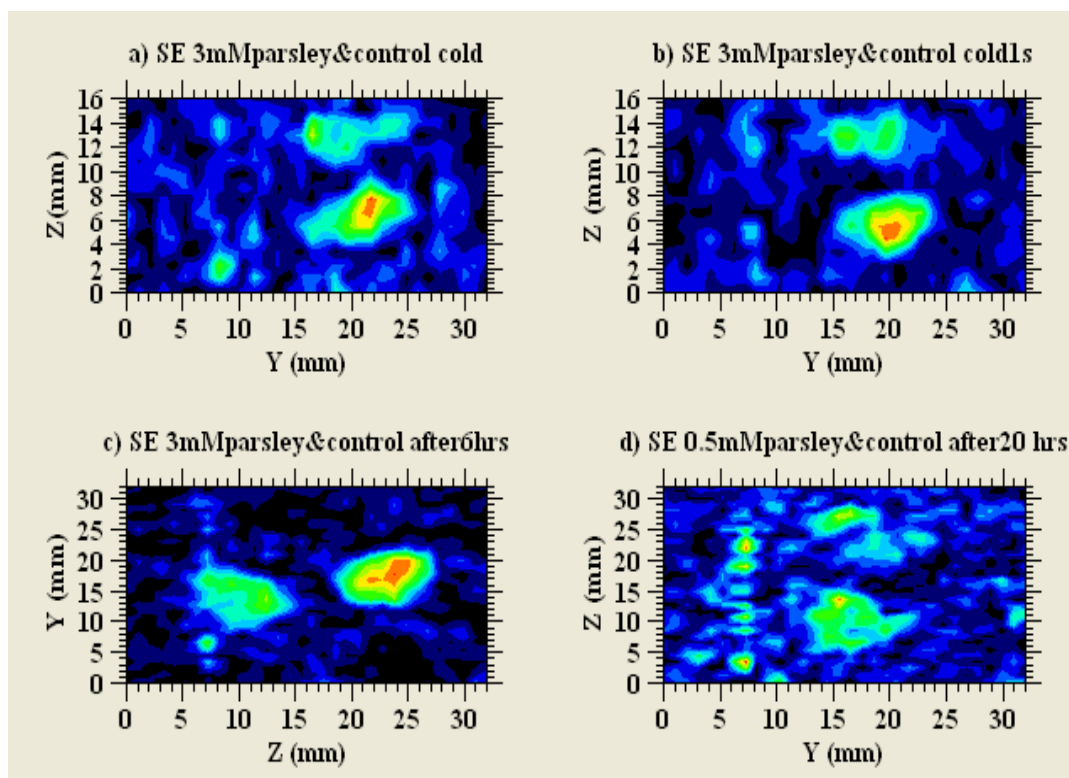 a) SE 3mMparsley&control cold
b) SE 3mMparsley&control cold1s
16
14
12
10
8
6
4
2
0
Z(mm)
0 5 10 15 20 25 30
Y (mm)
16
14
12
10
8
6
4
2
0
Z (mm)
0 5 10 15 20 25 30
Y (mm)
c) SE 3mMparsley&control after6hrs
d) SE 0.5mMparsley&control after20 hrs
30
25
20
15
10
5
0
Y (mm)
0 5 10 15 20 25 30
Z (mm)
30
25
20
15
10
5
0
Z (mm)
0 5 10 15 20 25 30
Y (mm)